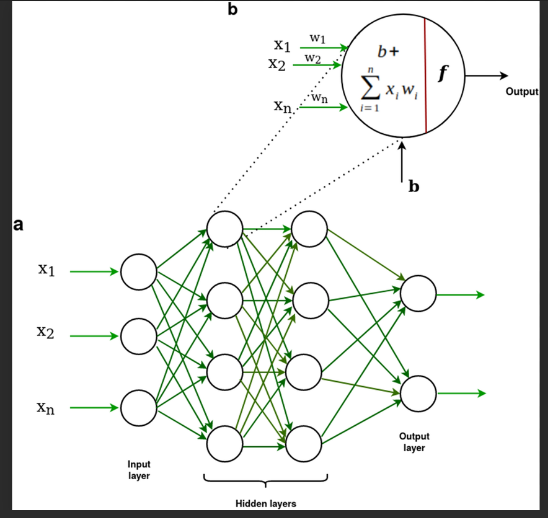 b
x1 w1
x2 w2
xn wn
b+
n
∑ xi wi
i=1
f
Output
b
a
x1
x2
xn
Input
layer
Hidden layers
Output
layer